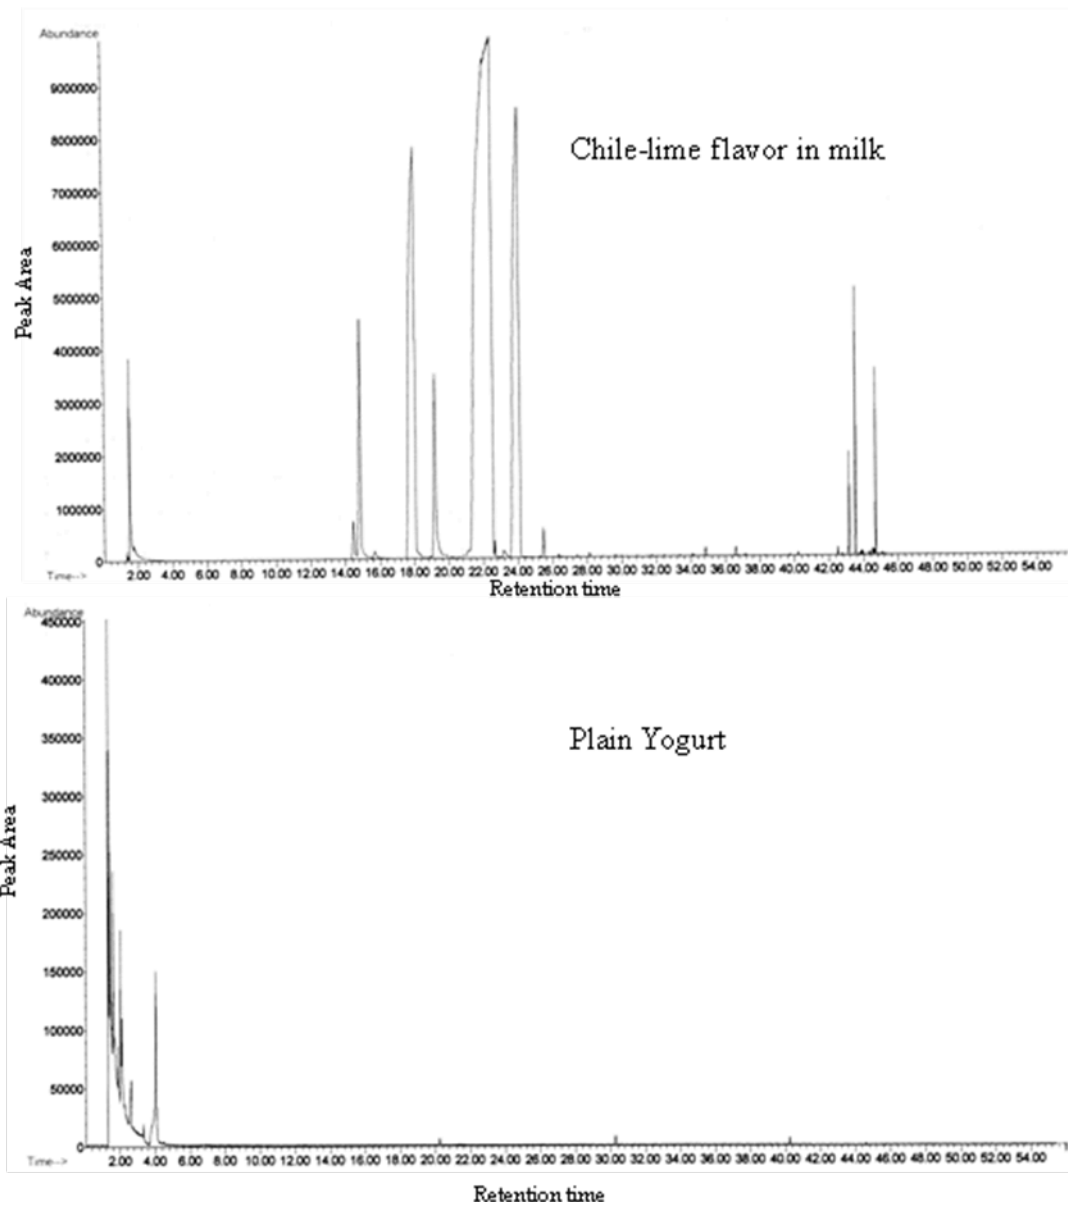 Abundance
9000000
8000000
7000000
6000000
5000000
4000000
3000000
2000000
1000000
0
Peak Area
Chile-lime flavor in milk
Time--> 2.00 4.00 6.00 8.00 10.00 12.00 14.00 16.00 18.00 20.00 22.00 24.00 26.00 28.00 30.00 32.00 34.00 36.00 38.00 40.00 42.00 44.00 46.00 48.00 50.00 52.00 54.00
Retention time
Abundance
450000
400000
350000
300000
250000
200000
150000
100000
50000
0
Peak Area
Plain Yogurt
Time--> 2.00 4.00 6.00 8.00 10.00 12.00 14.00 16.00 18.00 20.00 22.00 24.00 26.00 28.00 30.00 32.00 34.00 36.00 38.00 40.00 42.00 44.00 46.00 48.00 50.00 52.00 54.00
Retention time